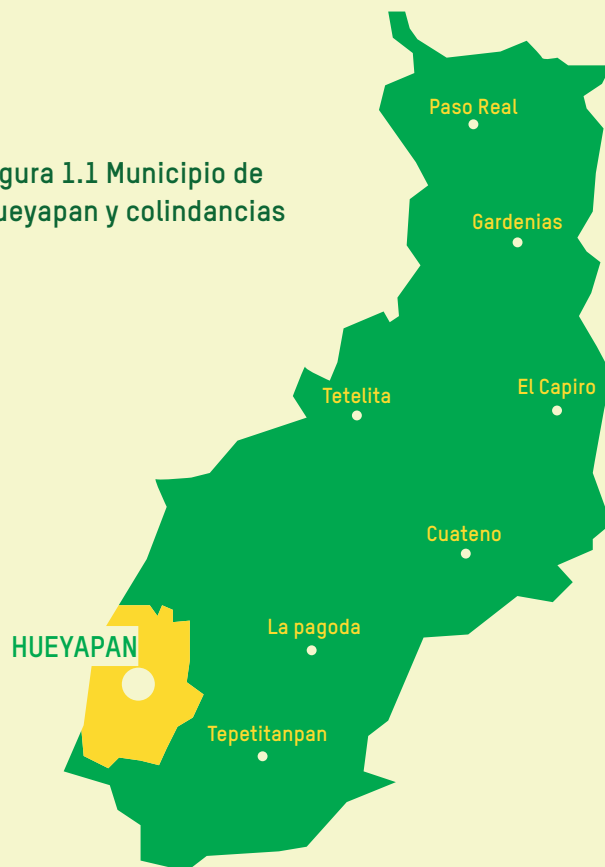 Paso Real
gura 1.1 Municipio de
ueyapan y colindancias
Gardenias
El Capiro
Tetelita
Cuateno
La pagoda
HUEYAPAN
Tepetitanpan